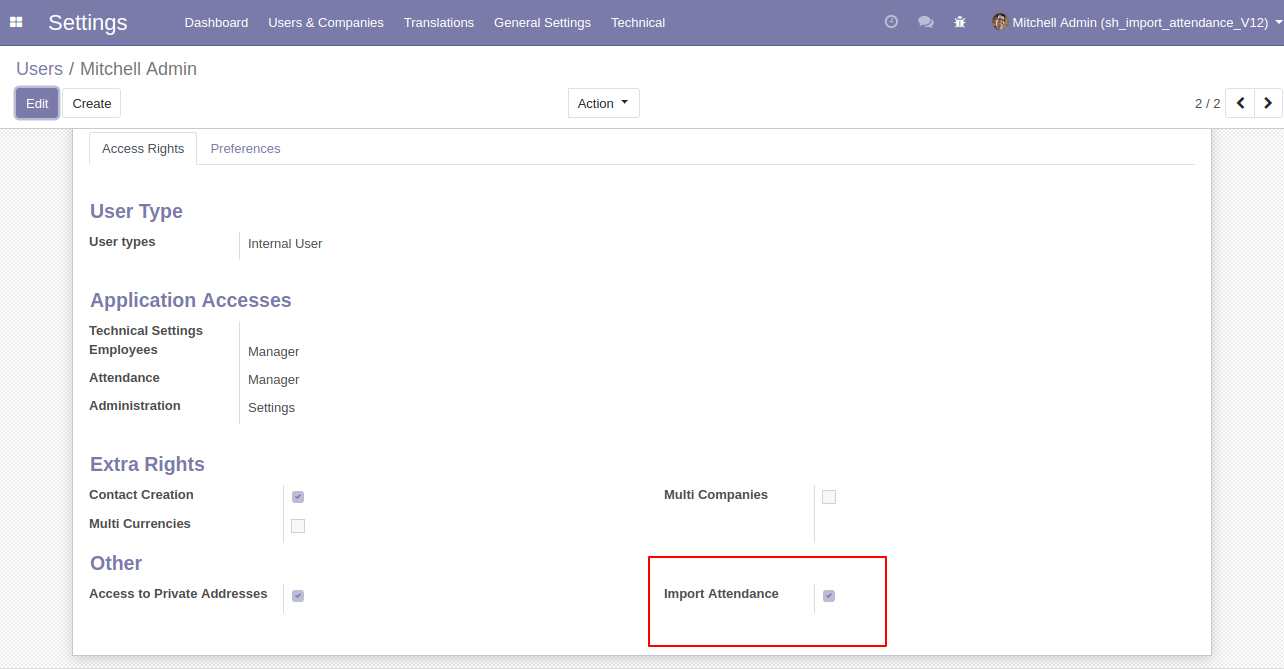 Settings Dashboard Users & Companies Translations General Settings Technical Mitchell Admin (sh_import_attendance_V12)
Users / Mitchell Admin
Edit Create Action 2 / 2
Access Rights Preferences
User Type
User types Internal User
Application Accesses
Technical Settings
Employees Manager
Attendance Manager
Administration Settings
Extra Rights
Contact Creation Multi Companies
Multi Currencies
Other
Access to Private Addresses Import Attendance